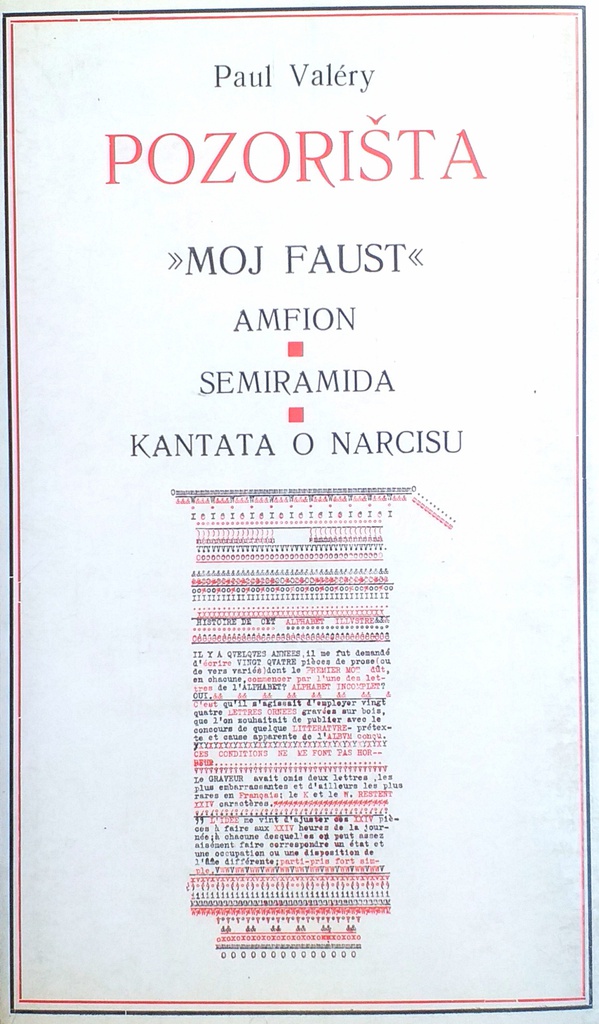 Paul Valéry
POZORIŠTA
»MOJ FAUST«
AMFION
SEMIRAMIDA
KANTATA O NARCISU
HISTOIRE DE CET ALPHABET ILLVSTRE
IL Y A QVELQVES ANNEES, il me fut demandé
d'écrire VINGT QVATRE pièces de prose(ou
de vers variés)dont le PREMIER MOT dût,
en chacune, commencer par l'une des let-
tres de l'ALPHABET? ALPHABET INCOMPLET?
OUI.
C'est qu'il s'agissait d'employer vingt
quatre LETTRES ORNEES gravées sur bois,
que l'on souhaitait de publier avec le
concours de quelque LITTERATVRE- prétex-
te et cause apparente de l'ALBVM conçu.
CES CONDITIONS NE ME FONT PAS HOR-
REUR.
Le GRAVEUR avait omis deux lettres ,les
plus embarrassantes et d'ailleurs les plus
rares en Français: le K et le W. RESTENT
XXIV caractères.
L'IDEE me vint d'ajuster des XXIV piè-
ces à faire aux XXIV heures de la jour-
née;à chacune desquelles on peut assez
aisément faire correspondre un état et
une occupation ou une disposition de
l'âme différente;parti-pris fort sim-
ple.